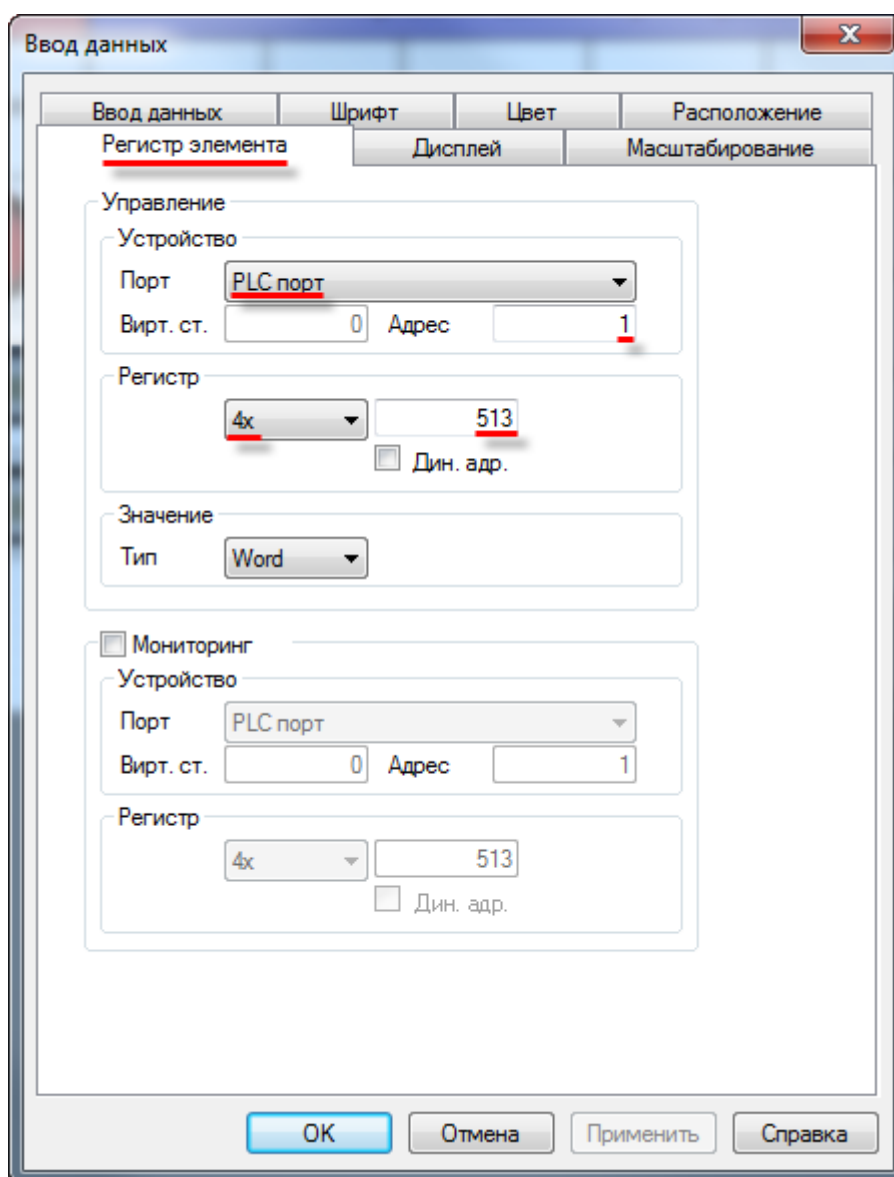 Ввод данных
Ввод данных Шрифт Цвет Расположение
Регистр элемента Дисплей Масштабирование
Управление
Устройство
Порт PLC порт
Вирт. ст. 0 Адрес 1
Регистр
4x 513
Дин. адр.
Значение
Тип Word
Мониторинг
Устройство
Порт PLC порт
Вирт. ст. 0 Адрес 1
Регистр
4x 513
Дин. адр.
OK Отмена Применить Справка